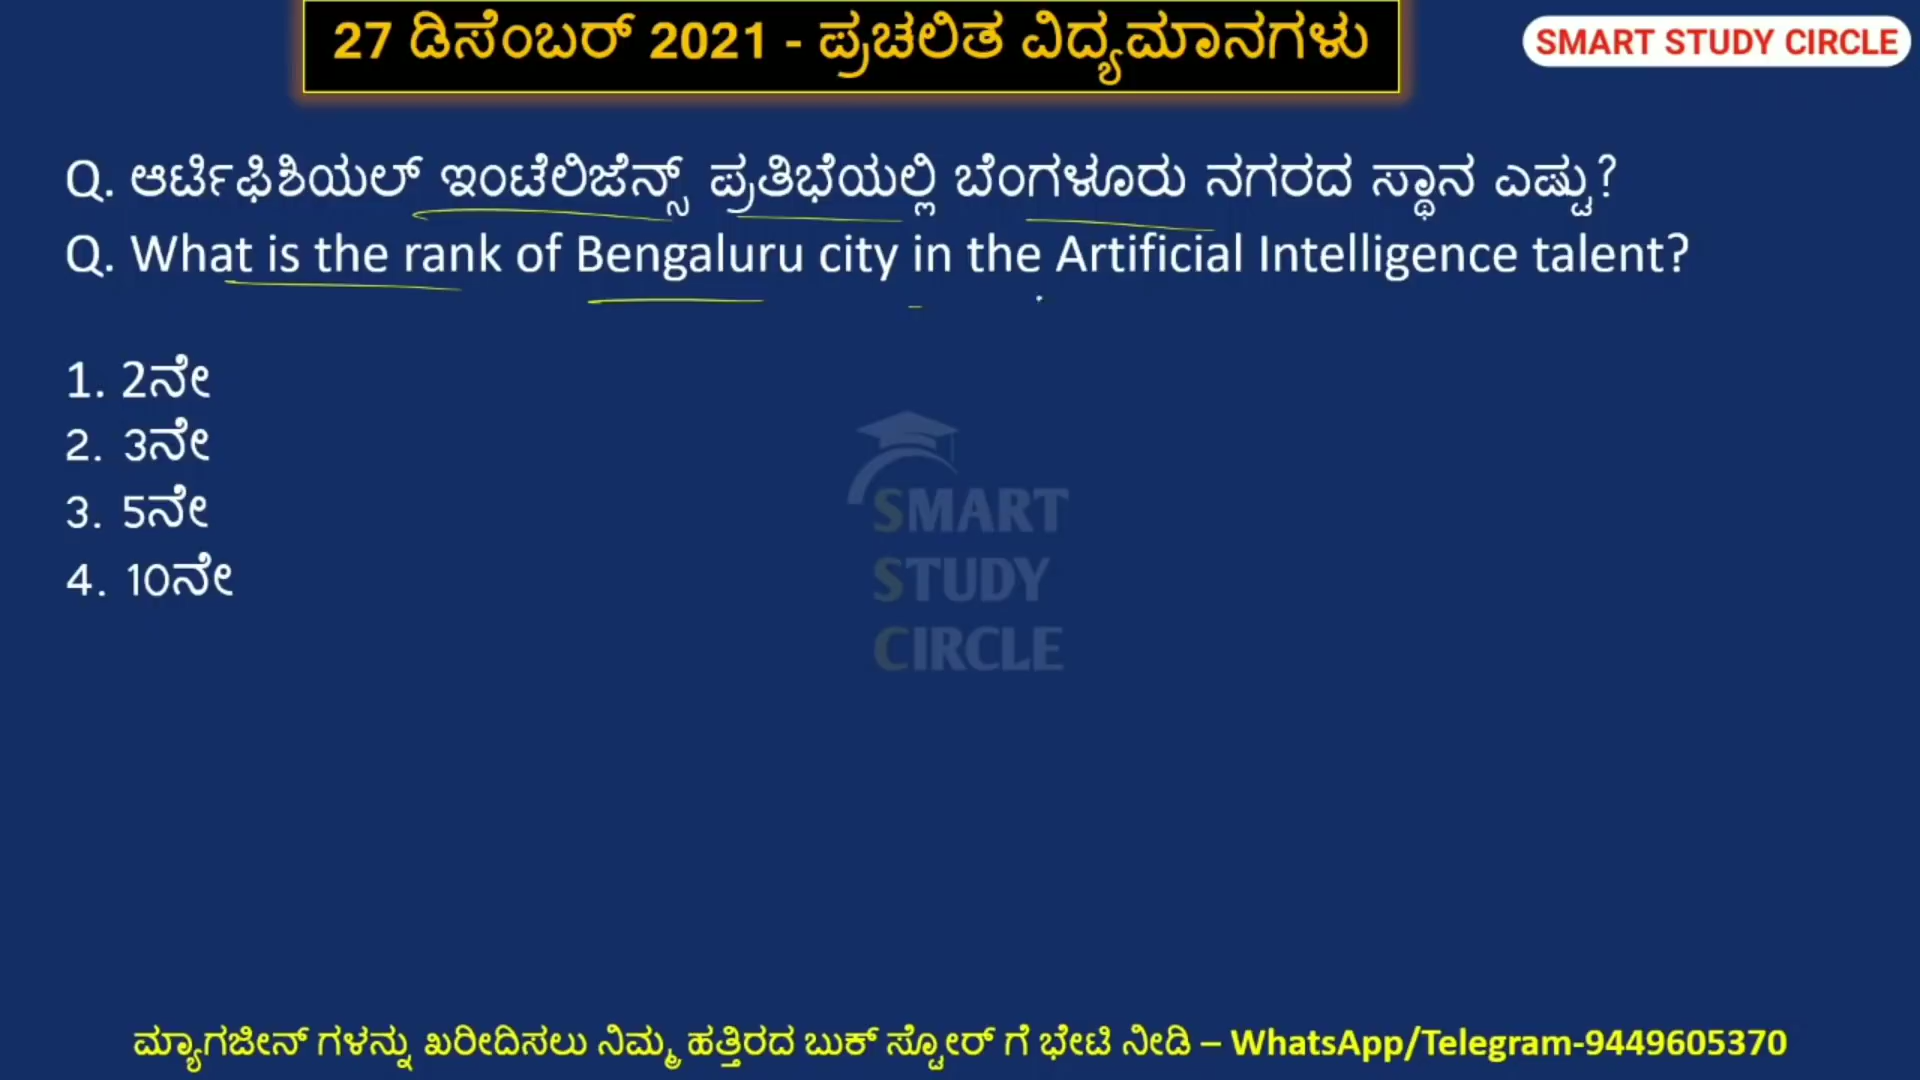 27 ಡಿಸೆಂಬರ್ 2021 - ಪ್ರಚಲಿತ ವಿದ್ಯಮಾನಗಳು
SMART STUDY CIRCLE
Q. ಆರ್ಟಿಫಿಶಿಯಲ್ ಇಂಟೆಲಿಜೆನ್ಸ್ ಪ್ರತಿಭೆಯಲ್ಲಿ ಬೆಂಗಳೂರು ನಗರದ ಸ್ಥಾನ ಎಷ್ಟು?
Q. What is the rank of Bengaluru city in the Artificial Intelligence talent?
1. 2ನೇ
2. 3ನೇ
3. 5ನೇ
4. 10ನೇ
SMART
STUDY
CIRCLE
ಮ್ಯಾಗಜೀನ್ ಗಳನ್ನು ಖರೀದಿಸಲು ನಿಮ್ಮ ಹತ್ತಿರದ ಬುಕ್ ಸ್ಟೋರ್ ಗೆ ಭೇಟಿ ನೀಡಿ – WhatsApp/Telegram-9449605370